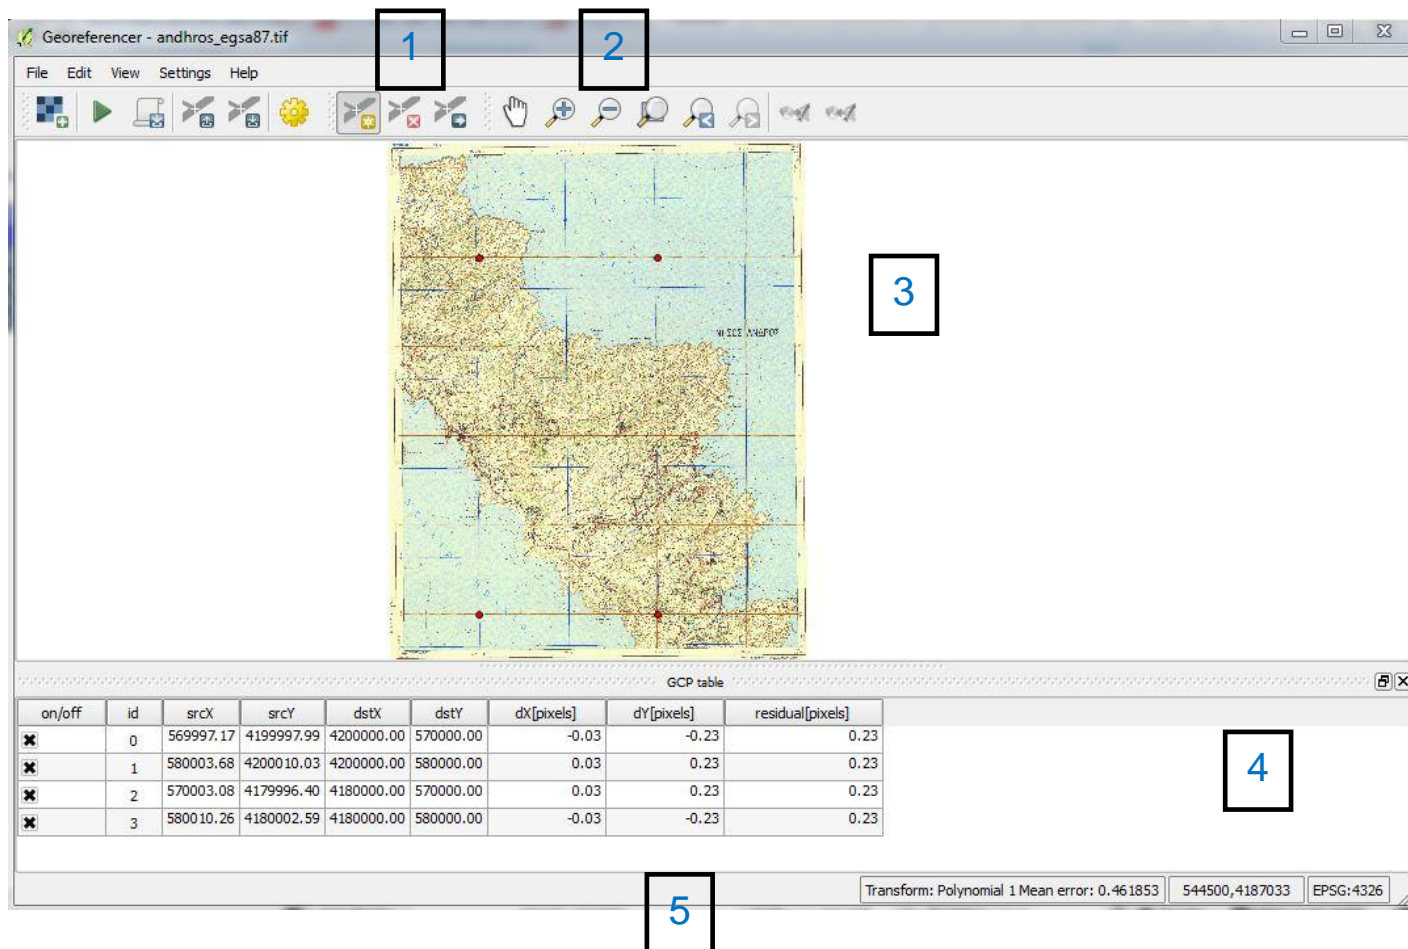 Georeferencer - andhros_egsa87.tif
1
2
File Edit View Settings Help
3
ΝΗΣΟΣ ΑΝΔΡΟΣ
GCP table
on/off id srcX srcY dstX dstY dX[pixels] dY[pixels] residual[pixels]
0 569997.17 4199997.99 4200000.00 570000.00 -0.03 -0.23 0.23
1 580003.68 4200010.03 4200000.00 580000.00 0.03 0.23 0.23
2 570003.08 4179996.40 4180000.00 570000.00 0.03 0.23 0.23
3 580010.26 4180002.59 4180000.00 580000.00 -0.03 -0.23 0.23
4
Transform: Polynomial 1 Mean error: 0.461853 544500,4187033 EPSG:4326
5